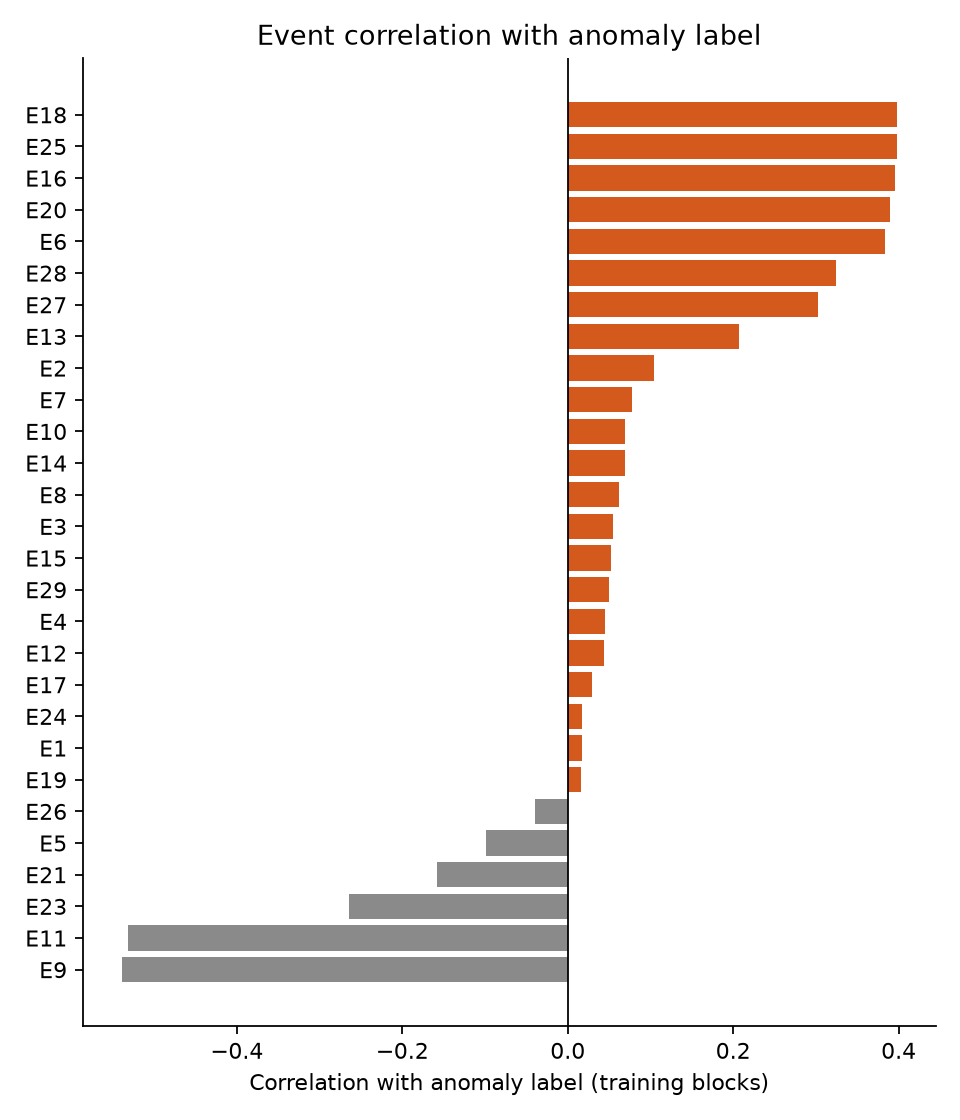 Event correlation with anomaly label
E18
E25
E16
E20
E6
E28
E27
E13
E2
E7
E10
E14
E8
E3
E15
E29
E4
E12
E17
E24
E1
E19
E26
E5
E21
E23
E11
E9
−0.4 −0.2 0.0 0.2 0.4
Correlation with anomaly label (training blocks)